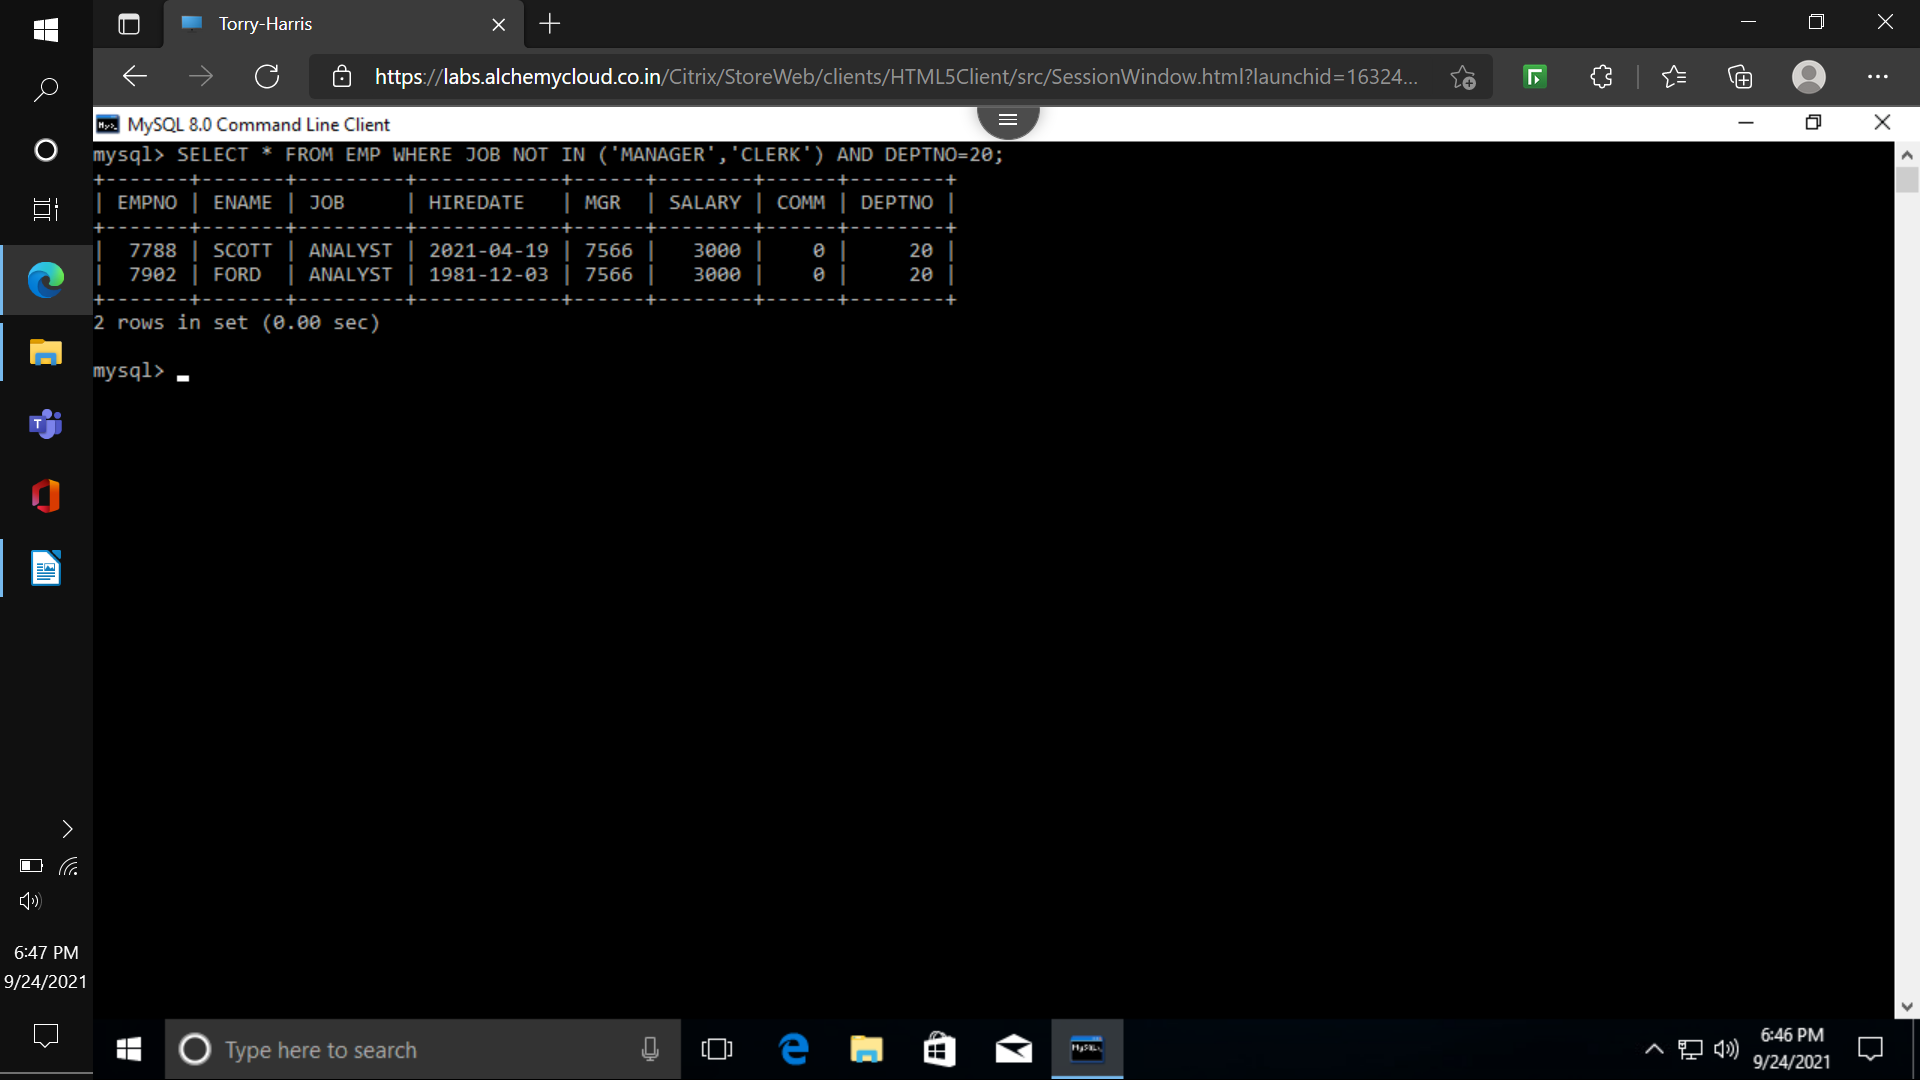 Torry-Harris
https://labs.alchemycloud.co.in/Citrix/StoreWeb/clients/HTML5Client/src/SessionWindow.html?launchid=16324...
MySQL 8.0 Command Line Client
mysql> SELECT * FROM EMP WHERE JOB NOT IN ('MANAGER','CLERK') AND DEPTNO=20;
+-------+-------+---------+------------+------+--------+------+--------+
| EMPNO | ENAME | JOB     | HIREDATE   | MGR  | SALARY | COMM | DEPTNO |
+-------+-------+---------+------------+------+--------+------+--------+
|  7788 | SCOTT | ANALYST | 2021-04-19 | 7566 |   3000 |    0 |     20 |
|  7902 | FORD  | ANALYST | 1981-12-03 | 7566 |   3000 |    0 |     20 |
+-------+-------+---------+------------+------+--------+------+--------+
2 rows in set (0.00 sec)
mysql>
6:47 PM
9/24/2021
Type here to search
6:46 PM
9/24/2021